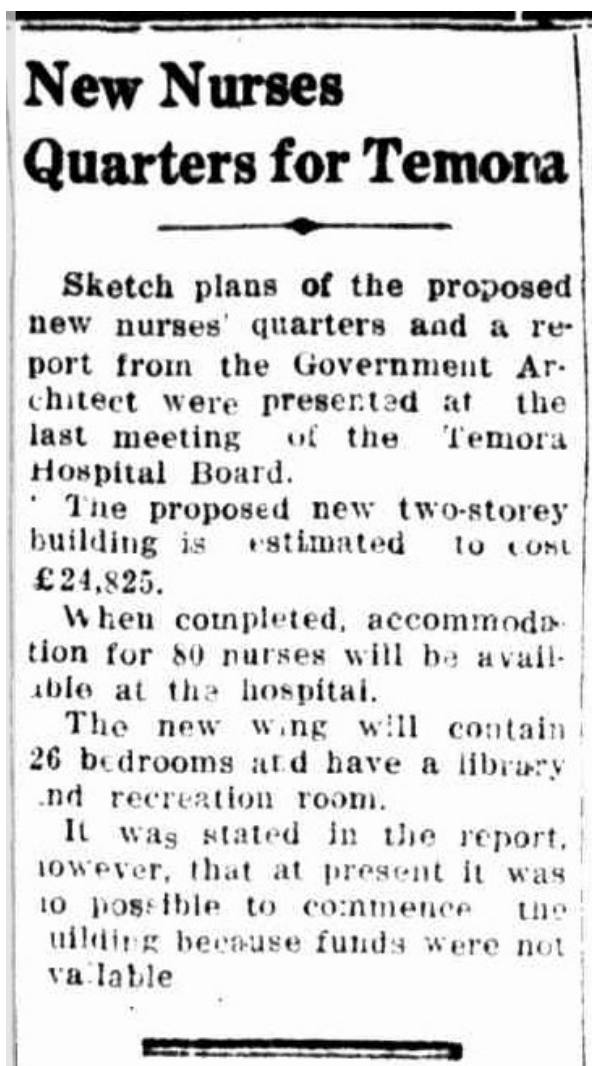 New Nurses
Quarters for Temora
Sketch plans of the proposed
new nurses' quarters and a re-
port from the Government Ar-
chitect were presented at the
last meeting of the Temora
Hospital Board.
The proposed new two-storey
building is estimated to cost
£24,825.
When completed, accommoda-
tion for 80 nurses will be avail-
able at the hospital.
The new wing will contain
26 bedrooms and have a library
and recreation room.
It was stated in the report,
however, that at present it was
no possible to commence the
building because funds were not
available